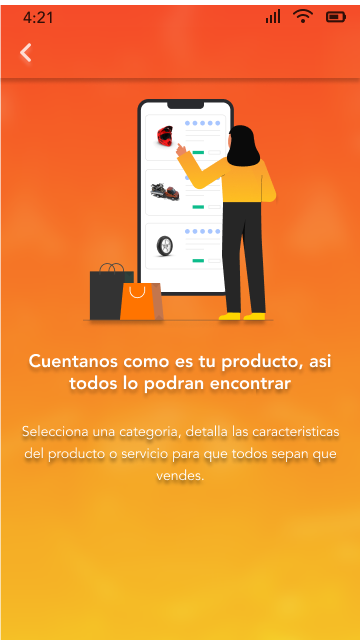 4:21
Cuentanos como es tu producto, asi
todos lo podran encontrar
Selecciona una categoria, detalla las caracteristicas
del producto o servicio para que todos sepan que
vendes.